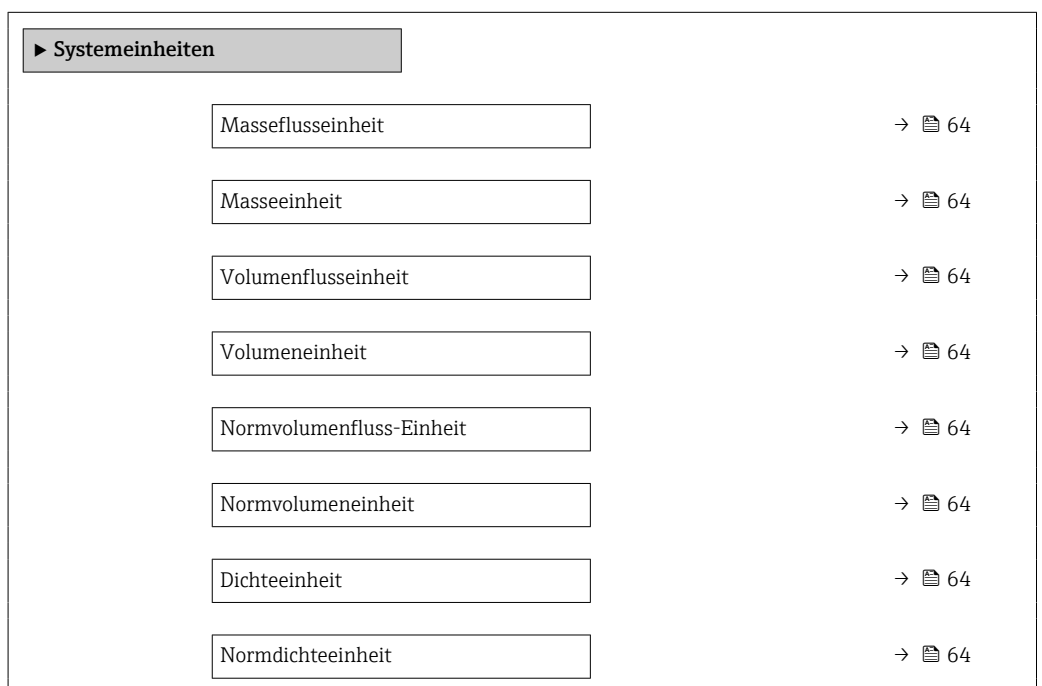 ▶ Systemeinheiten
Masseflusseinheit → 64
Masseeinheit → 64
Volumenflusseinheit → 64
Volumeneinheit → 64
Normvolumenfluss-Einheit → 64
Normvolumeneinheit → 64
Dichteeinheit → 64
Normdichteeinheit → 64